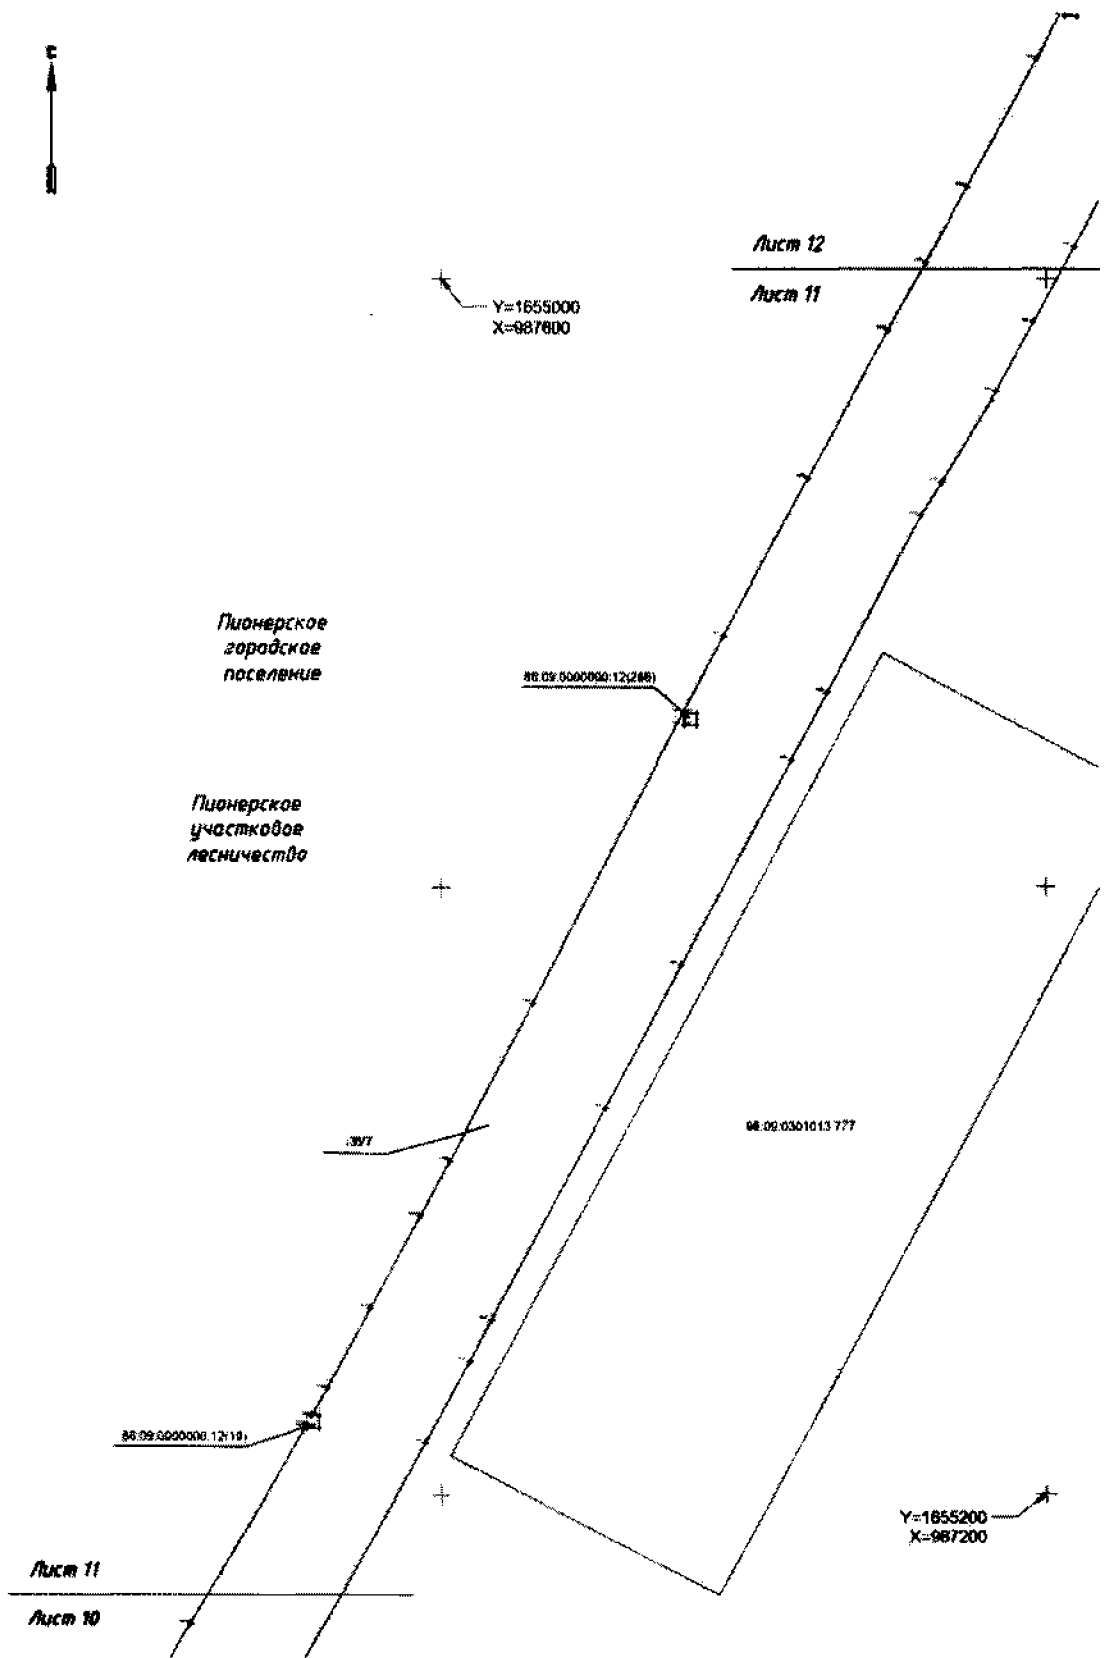 Лист 12
Лист 11
Y=1655000
X=987600
Пионерское
городское
поселение
86:09:0000000:12(286)
Пионерское
участковое
лесничество
86:09:0301013:777
86:09:0000000:12(19)
Y=1655200
X=987200
Лист 11
Лист 10